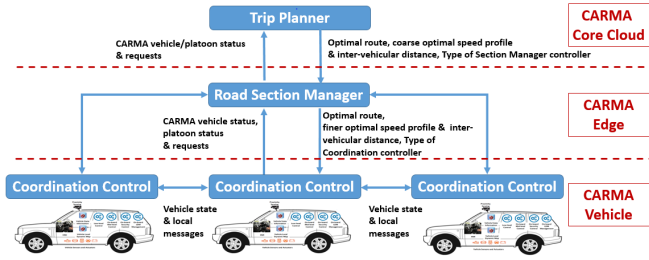 Trip Planner
CARMA
Core Cloud
CARMA vehicle/platoon status
& requests
Optimal route, coarse optimal speed profile
& inter-vehicular distance, Type of Section Manager controller
Road Section Manager
CARMA
Edge
CARMA vehicle status,
platoon status
& requests
Optimal route,
finer optimal speed profile & inter-
vehicular distance, Type of
Coordination controller
Coordination Control
Coordination Control
Coordination Control
CARMA
Vehicle
Vehicle state
& local
messages
Vehicle state
& local
messages